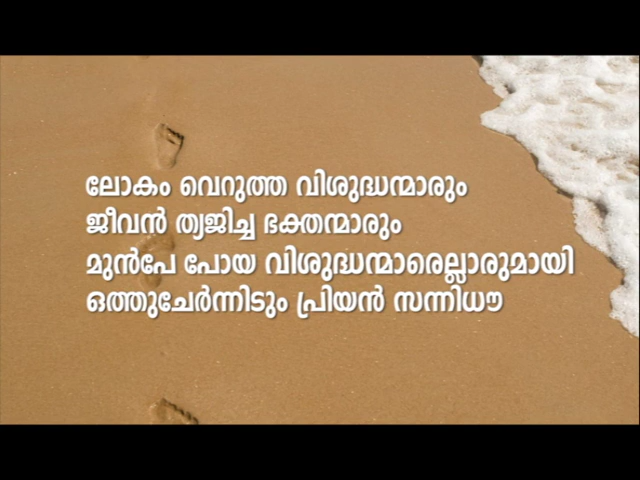 ലോകം വെറുത്ത വിശുദ്ധന്മാരും
ജീവൻ ത്യജിച്ച ഭക്തന്മാരും
മുൻപേ പോയ വിശുദ്ധന്മാരെല്ലാരുമായി
ഒത്തുചേർന്നിടും പ്രിയൻ സന്നിധൗ